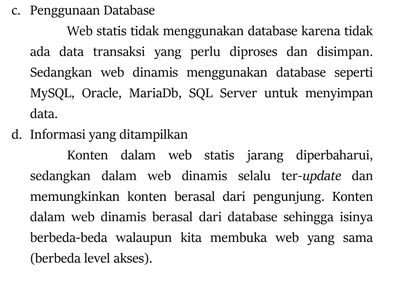 c. Penggunaan Database
Web statis tidak menggunakan database karena tidak
ada data transaksi yang perlu diproses dan disimpan.
Sedangkan web dinamis menggunakan database seperti
MySQL, Oracle, MariaDb, SQL Server untuk menyimpan
data.
d. Informasi yang ditampilkan
Konten dalam web statis jarang diperbaharui,
sedangkan dalam web dinamis selalu ter-update dan
memungkinkan konten berasal dari pengunjung. Konten
dalam web dinamis berasal dari database sehingga isinya
berbeda-beda walaupun kita membuka web yang sama
(berbeda level akses).